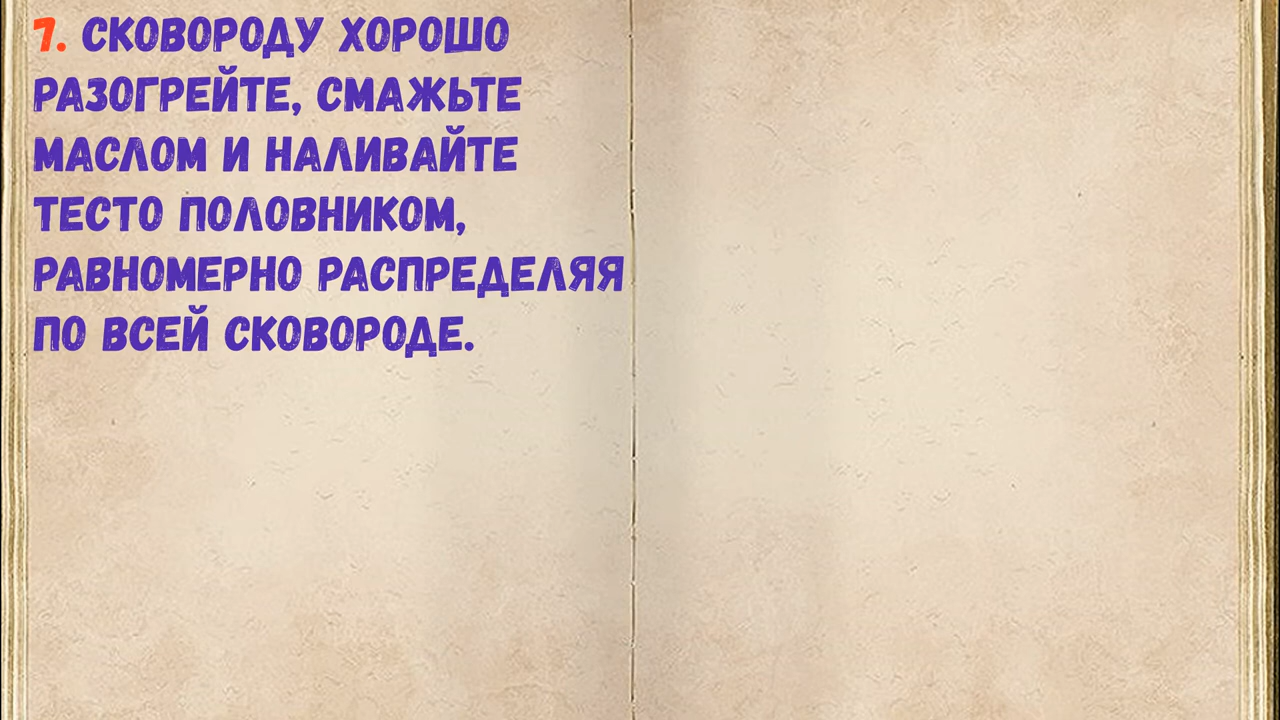 7. СКОВОРОДУ ХОРОШО
РАЗОГРЕЙТЕ, СМАЖЬТЕ
МАСЛОМ И НАЛИВАЙТЕ
ТЕСТО ПОЛОВНИКОМ,
РАВНОМЕРНО РАСПРЕДЕЛЯЯ
ПО ВСЕЙ СКОВОРОДЕ.